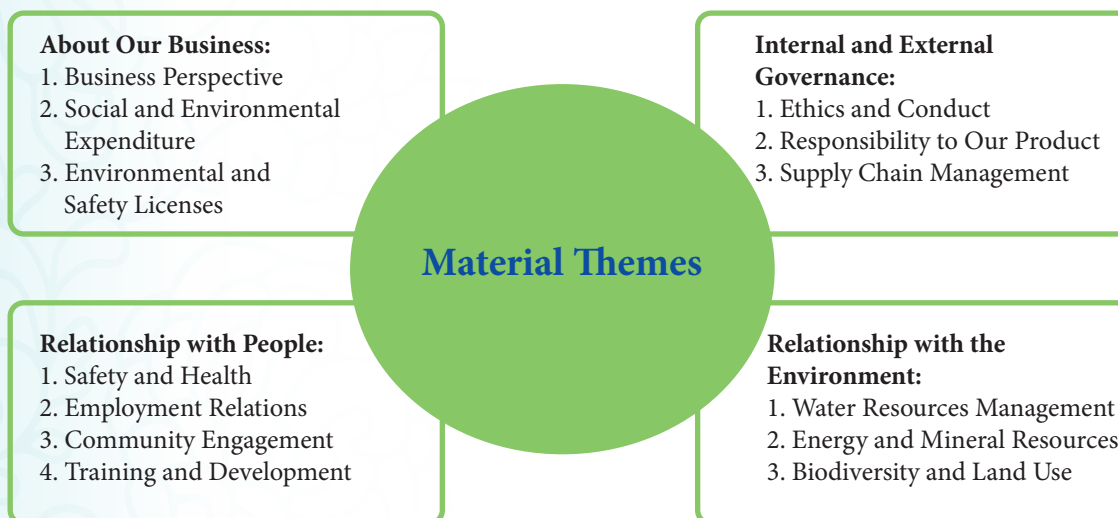 About Our Business:
1. Business Perspective
2. Social and Environmental
Expenditure
3. Environmental and
Safety Licenses
Internal and External
Governance:
1. Ethics and Conduct
2. Responsibility to Our Product
3. Supply Chain Management
Material Themes
Relationship with People:
1. Safety and Health
2. Employment Relations
3. Community Engagement
4. Training and Development
Relationship with the
Environment:
1. Water Resources Management
2. Energy and Mineral Resources
3. Biodiversity and Land Use